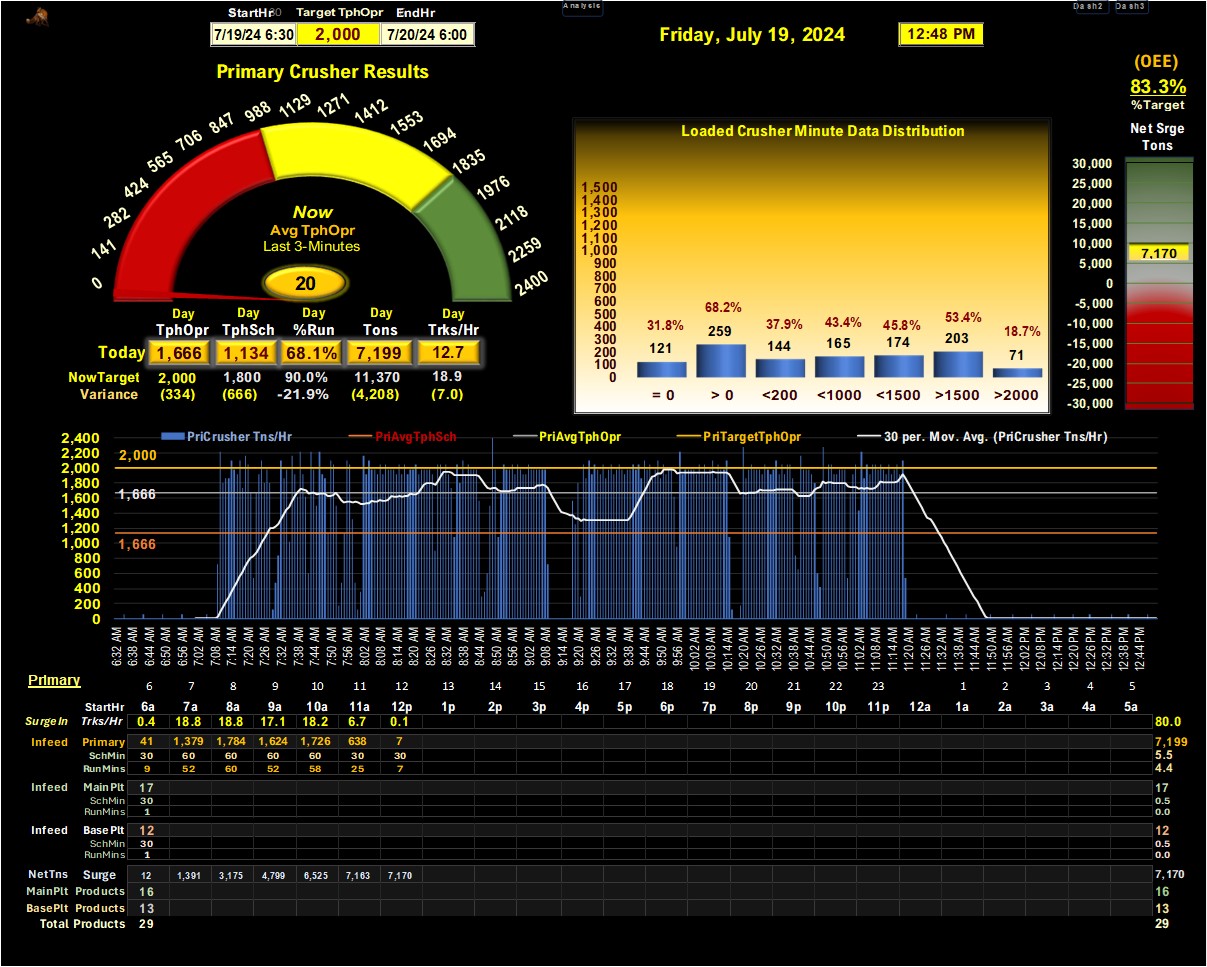 Analysis
Dash2 Dash3
StartHr30 Target TphOpr EndHr
7/19/24 6:30 2,000 7/20/24 6:00
Friday, July 19, 2024
12:48 PM
(OEE)
83.3%
%Target
Net Srge
Tons
30,000
25,000
20,000
15,000
10,000
7,170
5,000
0
-5,000
-10,000
-15,000
-20,000
-25,000
-30,000
Primary Crusher Results
0 141 282 424 565 706 847 988 1129 1271 1412 1553 1694 1835 1976 2118 2259 2400
Now
Avg TphOpr
Last 3-Minutes
20
Day Day Day Day Day
TphOpr TphSch %Run Tons Trks/Hr
Today 1,666 1,134 68.1% 7,199 12.7
NowTarget 2,000 1,800 90.0% 11,370 18.9
Variance (334) (666) -21.9% (4,208) (7.0)
Loaded Crusher Minute Data Distribution
1,500
1,400
1,300
1,200
1,100
1,000
900
800
700
600
500
400
300
200
100
0
31.8% 68.2% 37.9% 43.4% 45.8% 53.4% 18.7%
121 259 144 165 174 203 71
= 0 > 0 <200 <1000 <1500 >1500 >2000
PriCrusher Tns/Hr PriAvgTphSch PriAvgTphOpr PriTargetTphOpr 30 per. Mov. Avg. (PriCrusher Tns/Hr)
2,400
2,200
2,000
1,800
1,600
1,400
1,200
1,000
800
600
400
200
0
2,000
1,666
1,666
6:32 AM 6:38 AM 6:44 AM 6:50 AM 6:56 AM 7:02 AM 7:08 AM 7:14 AM 7:20 AM 7:26 AM 7:32 AM 7:38 AM 7:44 AM 7:50 AM 7:56 AM 8:02 AM 8:08 AM 8:14 AM 8:20 AM 8:26 AM 8:32 AM 8:38 AM 8:44 AM 8:50 AM 8:56 AM 9:02 AM 9:08 AM 9:14 AM 9:20 AM 9:26 AM 9:32 AM 9:38 AM 9:44 AM 9:50 AM 9:56 AM 10:02 AM 10:08 AM 10:14 AM 10:20 AM 10:26 AM 10:32 AM 10:38 AM 10:44 AM 10:50 AM 10:56 AM 11:02 AM 11:08 AM 11:14 AM 11:20 AM 11:26 AM 11:32 AM 11:38 AM 11:44 AM 11:50 AM 11:56 AM 12:02 PM 12:08 PM 12:14 PM 12:20 PM 12:26 PM 12:32 PM 12:38 PM 12:44 PM
Primary
6 7 8 9 10 11 12 13 14 15 16 17 18 19 20 21 22 23 1 2 3 4 5
StartHr 6a 7a 8a 9a 10a 11a 12p 1p 2p 3p 4p 5p 6p 7p 8p 9p 10p 11p 12a 1a 2a 3a 4a 5a
SurgeIn Trks/Hr 0.4 18.8 18.8 17.1 18.2 6.7 0.1 80.0
Infeed Primary 41 1,379 1,784 1,624 1,726 638 7 7,199
SchMin 30 60 60 60 60 30 30 5.5
RunMins 9 52 60 52 58 25 7 4.4
Infeed MainPlt 17 17
SchMin 30 0.5
RunMins 1 0.0
Infeed BasePlt 12 12
SchMin 30 0.5
RunMins 1 0.0
NetTns Surge 12 1,391 3,175 4,799 6,525 7,163 7,170 7,170
MainPlt Products 16 16
BasePlt Products 13 13
Total Products 29 29